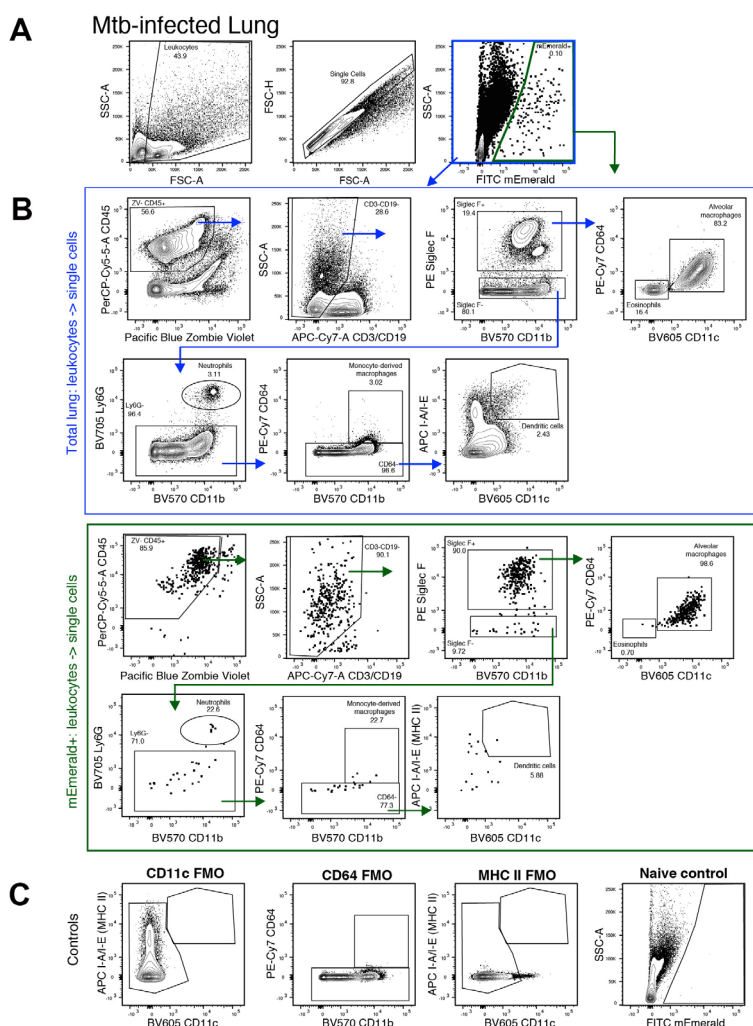 A
Mtb-infected Lung
Leukocytes
43.9
SSC-A
FSC-A
Single Cells
92.8
FSC-H
FSC-A
mEmerald+
0.10
SSC-A
FITC mEmerald
B
Total lung: leukocytes -> single cells
ZV- CD45+
56.6
PerCP-Cy5-5-A CD45
Pacific Blue Zombie Violet
CD3-CD19-
28.6
SSC-A
APC-Cy7-A CD3/CD19
Siglec F+
19.4
Siglec F-
80.1
PE Siglec F
BV570 CD11b
Alveolar
macrophages
83.2
Eosinophils
16.4
PE-Cy7 CD64
BV605 CD11c
Neutrophils
3.11
Ly6G-
96.4
BV705 Ly6G
BV570 CD11b
Monocyte-derived
macrophages
3.02
CD64-
96.6
PE-Cy7 CD64
BV570 CD11b
Dendritic cells
2.43
APC I-A/I-E
BV605 CD11c
mEmerald+: leukocytes -> single cells
ZV- CD45+
85.9
PerCP-Cy5-5-A CD45
Pacific Blue Zombie Violet
CD3-CD19-
90.1
SSC-A
APC-Cy7-A CD3/CD19
Siglec F+
90.0
Siglec F-
9.72
PE Siglec F
BV570 CD11b
Alveolar
macrophages
98.6
Eosinophils
0.70
PE-Cy7 CD64
BV605 CD11c
Neutrophils
22.6
Ly6G-
71.0
BV705 Ly6G
BV570 CD11b
Monocyte-derived
macrophages
22.7
CD64-
77.3
PE-Cy7 CD64
BV570 CD11b
Dendritic cells
5.88
APC I-A/I-E (MHC II)
BV605 CD11c
C
Controls
CD11c FMO
APC I-A/I-E (MHC II)
BV605 CD11c
CD64 FMO
PE-Cy7 CD64
BV570 CD11b
MHC II FMO
APC I-A/I-E (MHC II)
BV605 CD11c
Naive control
SSC-A
FITC mEmerald